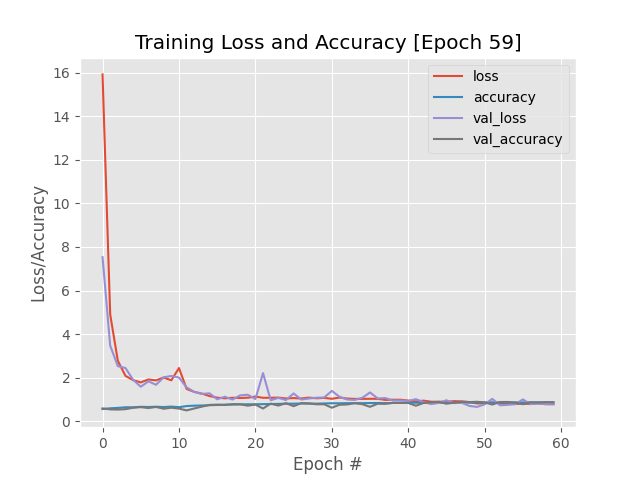 Training Loss and Accuracy [Epoch 59]
loss
accuracy
val_loss
val_accuracy
Loss/Accuracy
16
14
12
10
8
6
4
2
0
0 10 20 30 40 50 60
Epoch #